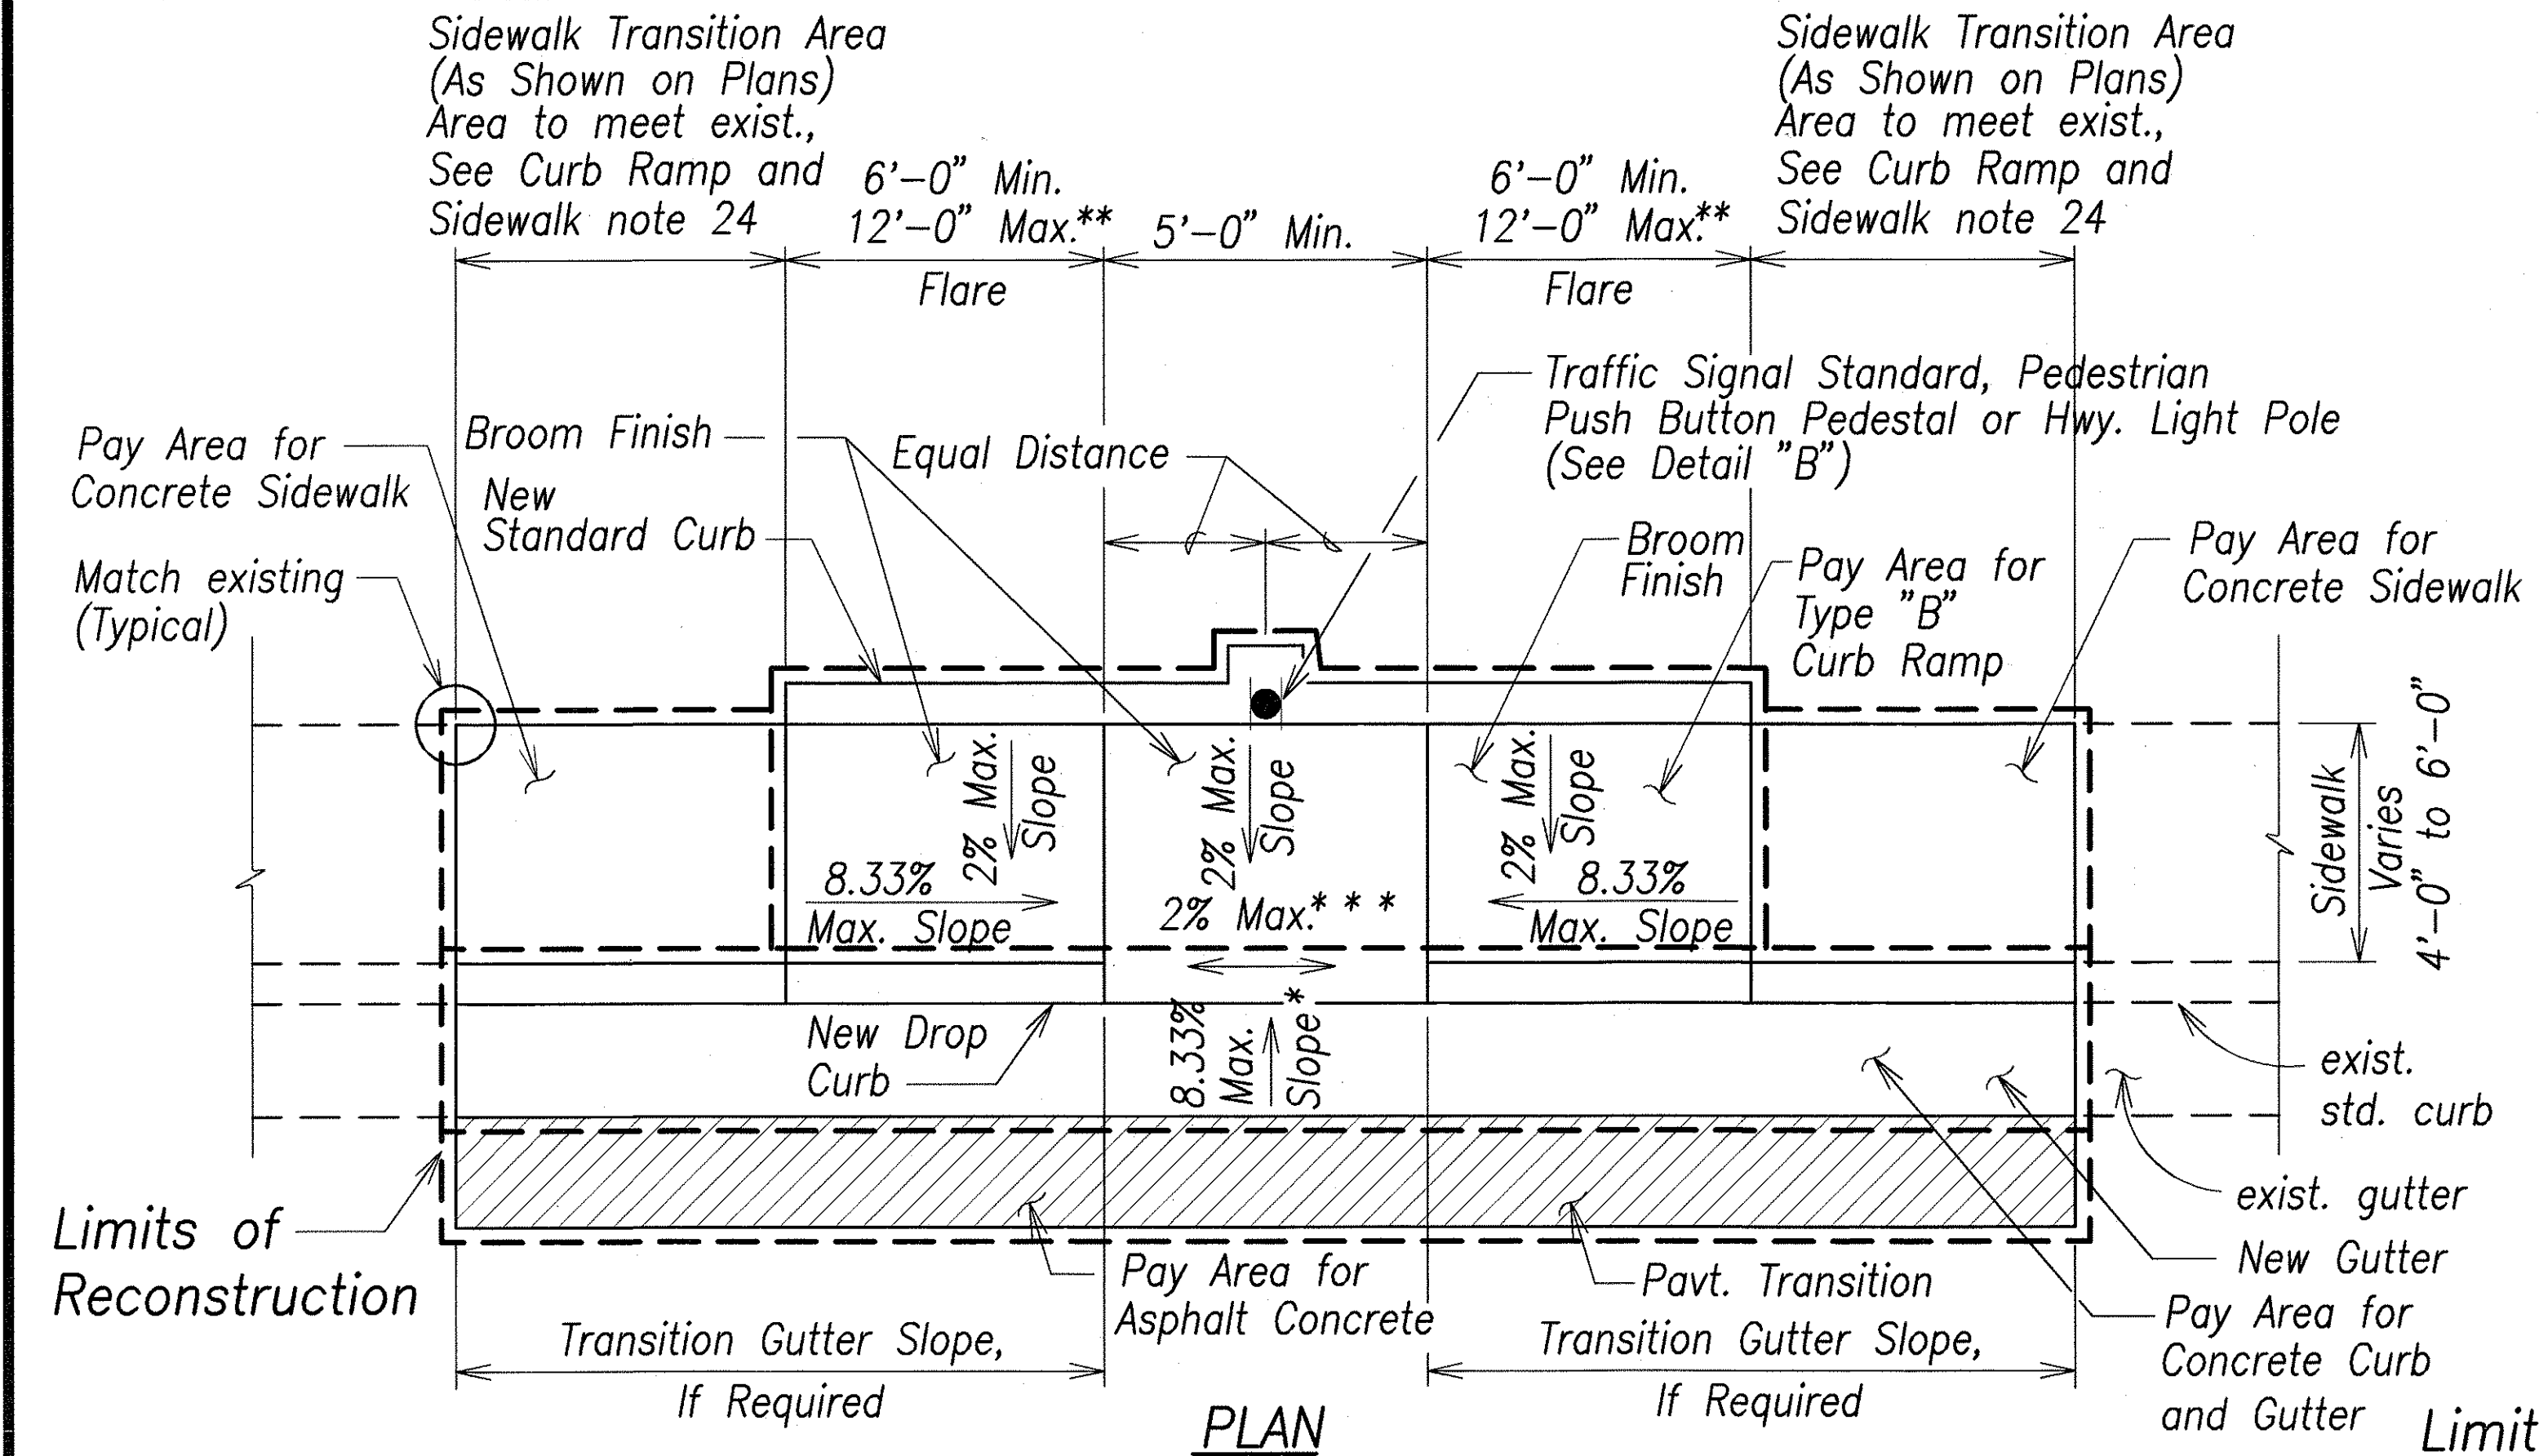 Sidewalk Transition Area
(As Shown on Plans)
Area to meet exist.,
See Curb Ramp and
Sidewalk note 24
6'-0" Min.
12'-0" Max.**
Flare
5'-0" Min.
6'-0" Min.
12'-0" Max.**
Flare
Sidewalk Transition Area
(As Shown on Plans)
Area to meet exist.,
See Curb Ramp and
Sidewalk note 24
Pay Area for
Concrete Sidewalk
Match existing
(Typical)
Broom Finish
New
Standard Curb
Equal Distance
Traffic Signal Standard, Pedestrian
Push Button Pedestal or Hwy. Light Pole
(See Detail "B")
Broom
Finish
Pay Area for
Type "B"
Curb Ramp
Pay Area for
Concrete Sidewalk
2% Max.
Slope
8.33%
Max. Slope
2% Max.
Slope
2% Max.* * *
2% Max.
Slope
8.33%
Max. Slope
Sidewalk
Varies
4'-0" to 6'-0"
New Drop
Curb
8.33%
Max.
Slope*
exist.
std. curb
exist. gutter
New Gutter
Pay Area for
Concrete Curb
and Gutter
Limits of
Reconstruction
Pay Area for
Asphalt Concrete
Pavt. Transition
Transition Gutter Slope,
If Required
Transition Gutter Slope,
If Required
PLAN
Limit